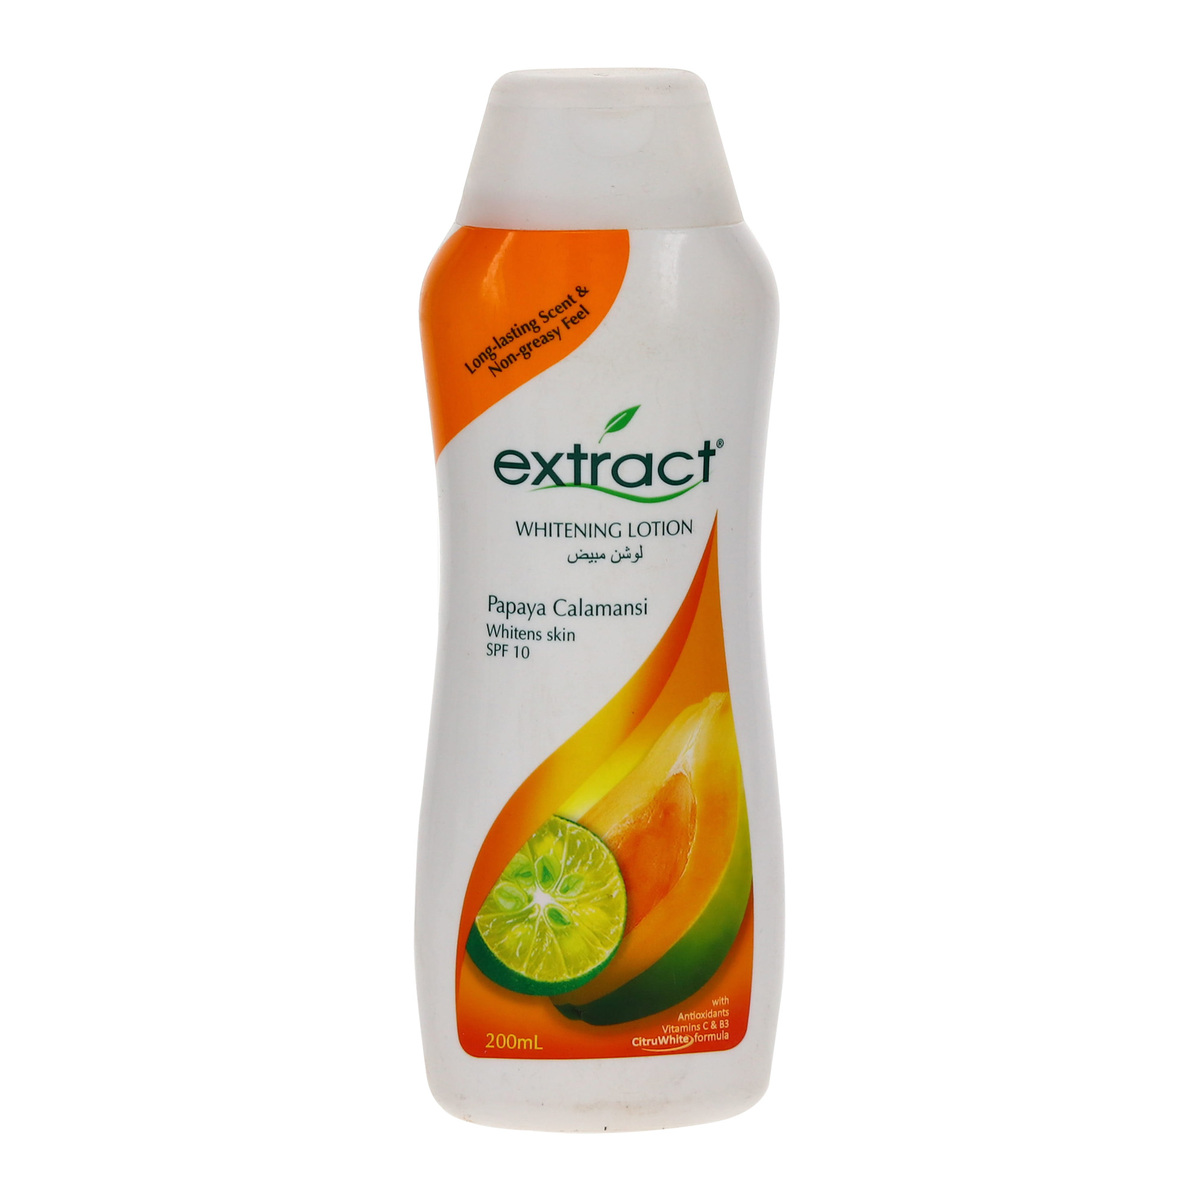 Long-lasting Scent &
Non-greasy Feel
extract®
WHITENING LOTION
لوشن مبيض
Papaya Calamansi
Whitens skin
SPF 10
with
Antioxidants
Vitamins C & B3
CitruWhite formula
200mL